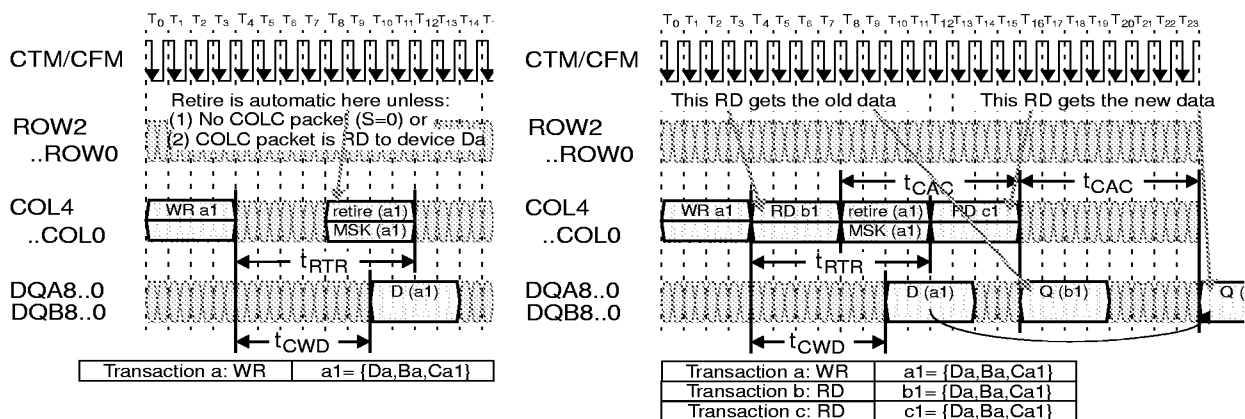 T0 T1 T2 T3 T4 T5 T6 T7 T8 T9 T10 T11 T12 T13 T14
CTM/CFM
Retire is automatic here unless:
(1) No COLC packet (S=0) or
(2) COLC packet is RD to device Da
ROW2
..ROW0
COL4
..COL0
WR a1
retire (a1)
MSK (a1)
tRTR
DQA8..0
DQB8..0
D (a1)
tCWD
Transaction a: WR a1= {Da,Ba,Ca1}
T0 T1 T2 T3 T4 T5 T6 T7 T8 T9 T10 T11 T12 T13 T14 T15 T16 T17 T18 T19 T20 T21 T22 T23
CTM/CFM
This RD gets the old data
This RD gets the new data
ROW2
..ROW0
tCAC
tCAC
COL4
..COL0
WR a1
RD b1
retire (a1)
RD c1
MSK (a1)
tRTR
DQA8..0
DQB8..0
D (a1)
Q (b1)
Q (
tCWD
Transaction a: WR a1= {Da,Ba,Ca1}
Transaction b: RD b1= {Da,Ba,Ca1}
Transaction c: RD c1= {Da,Ba,Ca1}